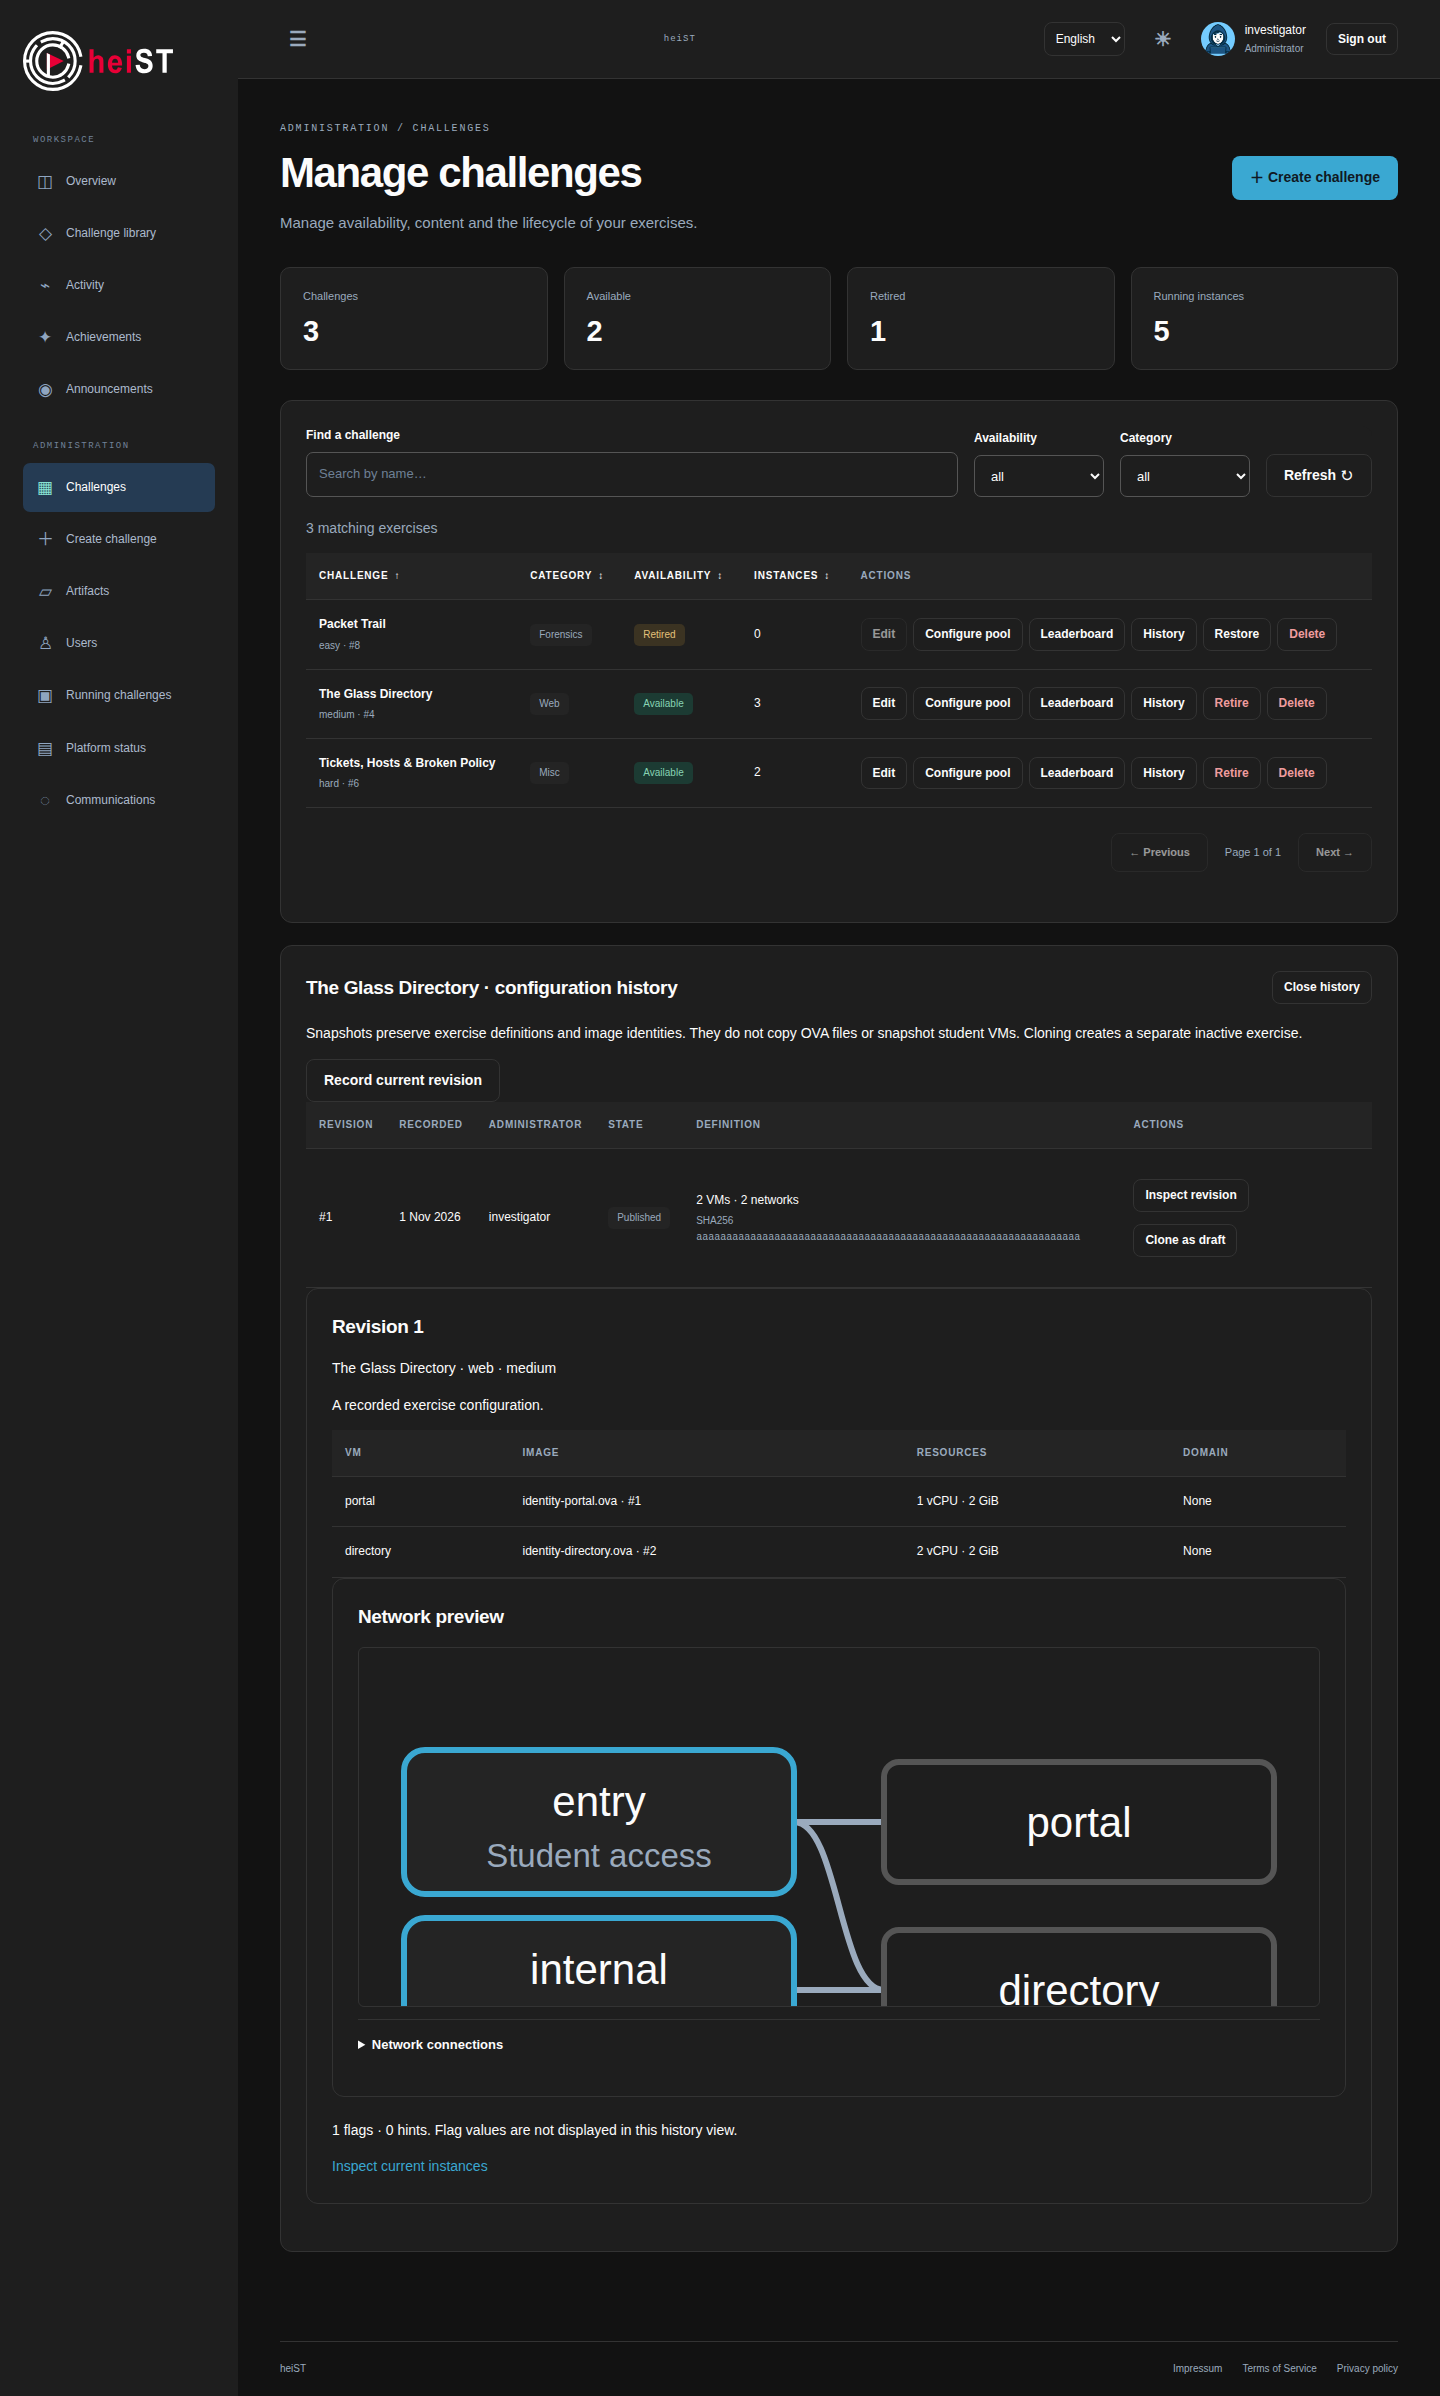 heiST
heiST
English
investigator
Administrator
Sign out
WORKSPACE
Overview
Challenge library
Activity
Achievements
Announcements
ADMINISTRATION
Challenges
Create challenge
Artifacts
Users
Running challenges
Platform status
Communications
ADMINISTRATION / CHALLENGES
Manage challenges
+ Create challenge
Manage availability, content and the lifecycle of your exercises.
Challenges
3
Available
2
Retired
1
Running instances
5
Find a challenge
Search by name…
Availability
all
Category
all
Refresh ↻
3 matching exercises
CHALLENGE ↑ CATEGORY ↕ AVAILABILITY ↕ INSTANCES ↕ ACTIONS
Packet Trail
easy · #8
Forensics Retired 0 Edit Configure pool Leaderboard History Restore Delete
The Glass Directory
medium · #4
Web Available 3 Edit Configure pool Leaderboard History Retire Delete
Tickets, Hosts & Broken Policy
hard · #6
Misc Available 2 Edit Configure pool Leaderboard History Retire Delete
← Previous Page 1 of 1 Next →
The Glass Directory · configuration history
Close history
Snapshots preserve exercise definitions and image identities. They do not copy OVA files or snapshot student VMs. Cloning creates a separate inactive exercise.
Record current revision
REVISION RECORDED ADMINISTRATOR STATE DEFINITION ACTIONS
#1 1 Nov 2026 investigator Published
2 VMs · 2 networks
SHA256
aaaaaaaaaaaaaaaaaaaaaaaaaaaaaaaaaaaaaaaaaaaaaaaaaaaaaaaaaaaaaaaa
Inspect revision
Clone as draft
Revision 1
The Glass Directory · web · medium
A recorded exercise configuration.
VM IMAGE RESOURCES DOMAIN
portal identity-portal.ova · #1 1 vCPU · 2 GiB None
directory identity-directory.ova · #2 2 vCPU · 2 GiB None
Network preview
entry
Student access
portal
internal
directory
Network connections
1 flags · 0 hints. Flag values are not displayed in this history view.
Inspect current instances
heiST
Impressum Terms of Service Privacy policy